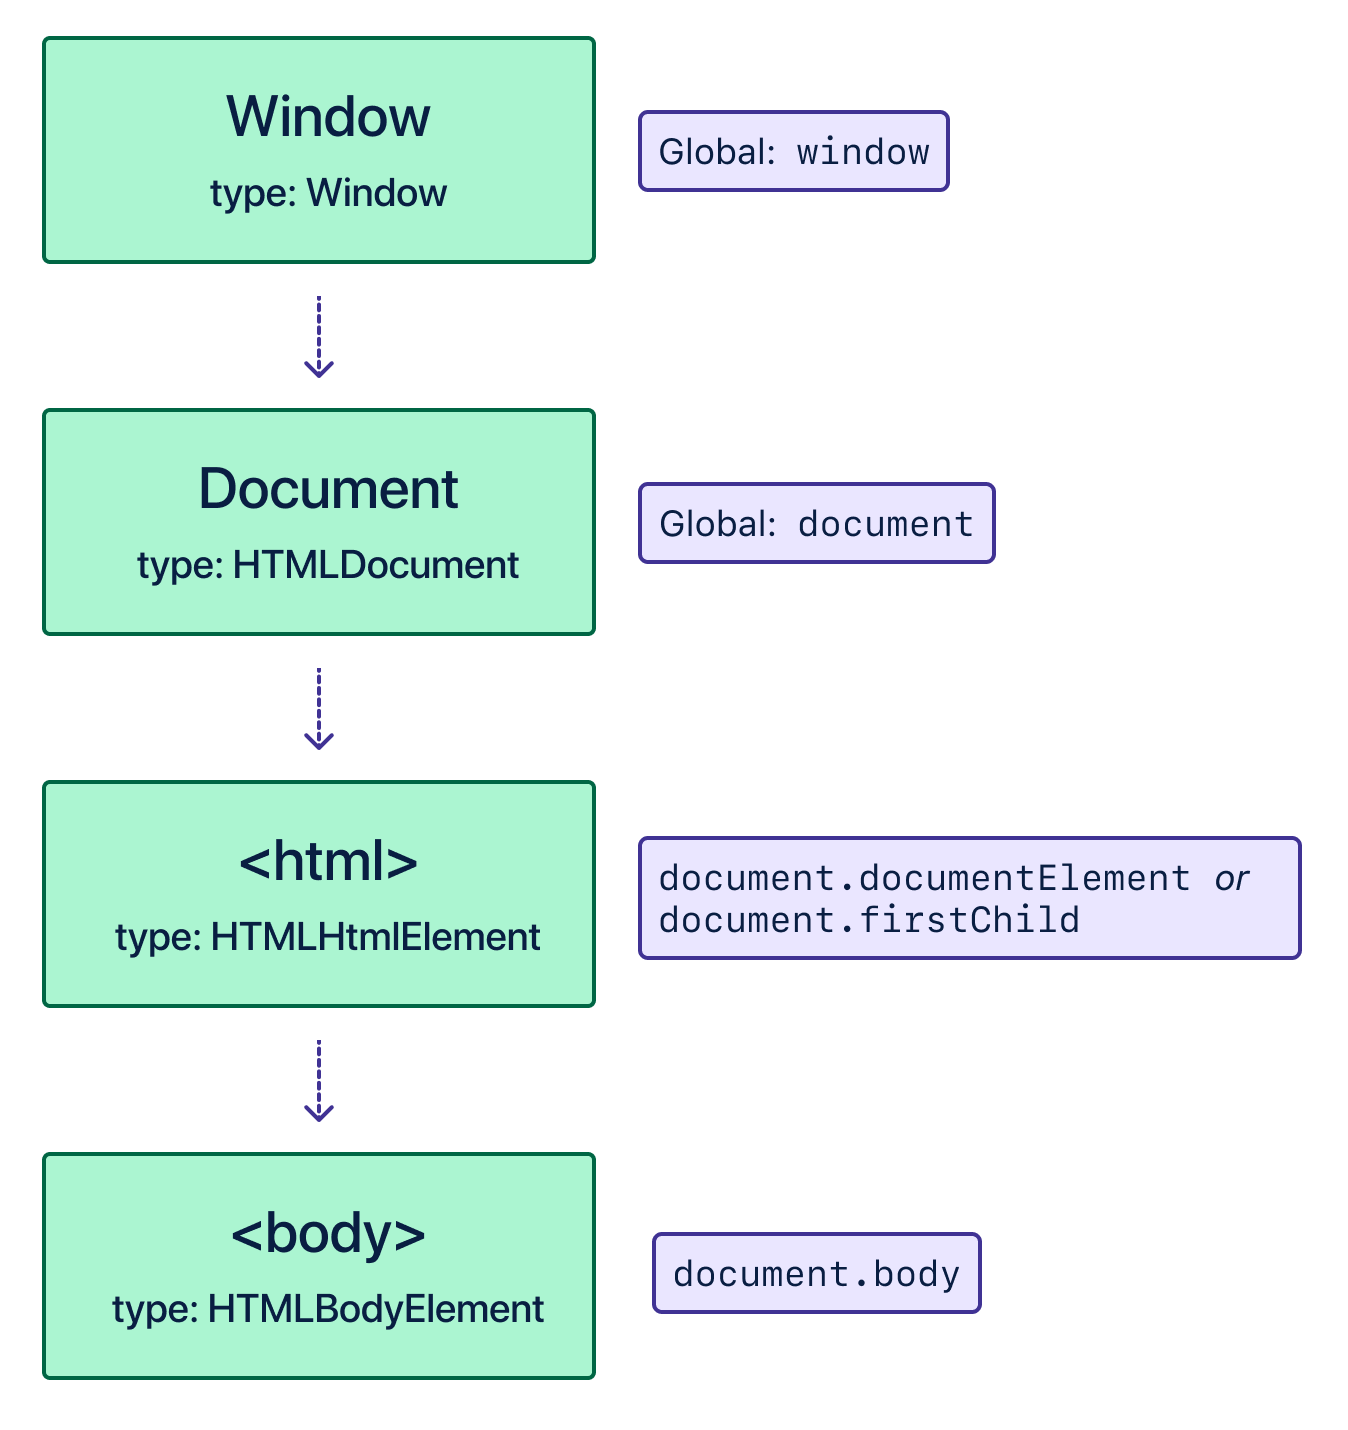 Window
type: Window
Global: window
Document
type: HTMLDocument
Global: document
<html>
type: HTMLHtmlElement
document.documentElement or
document.firstChild
<body>
type: HTMLBodyElement
document.body